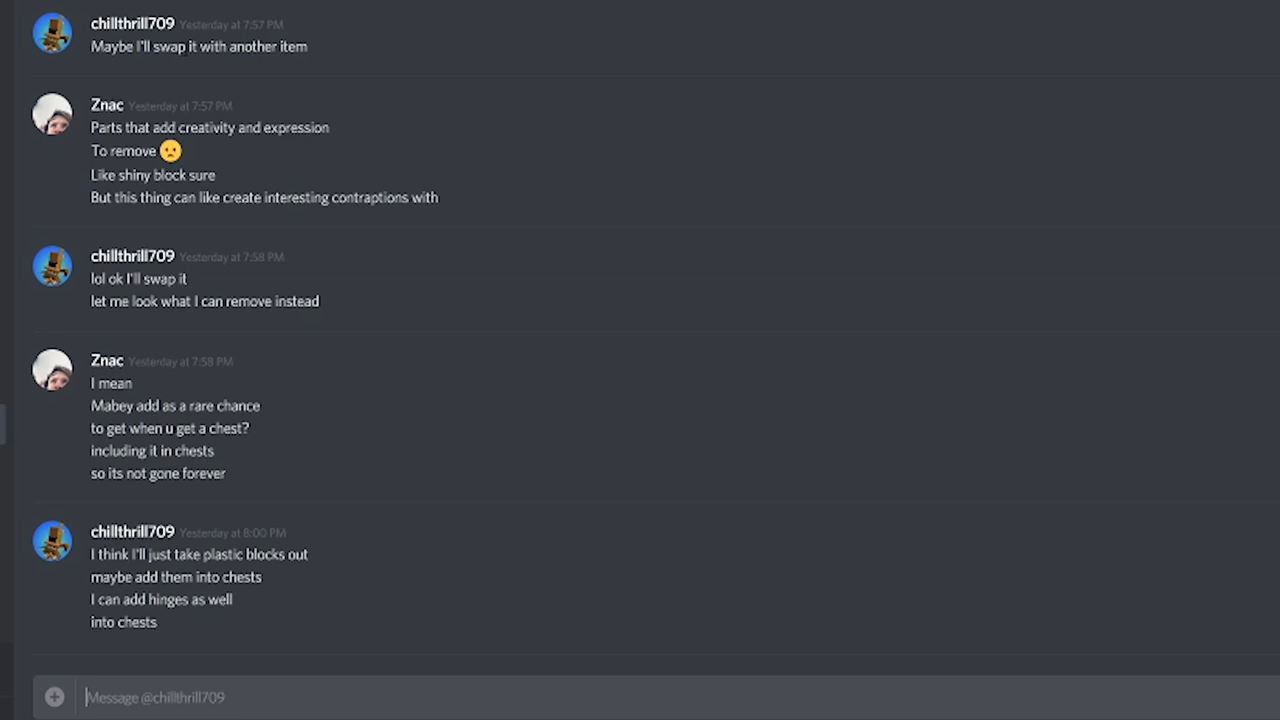 chillthrill709 Yesterday at 7:57 PM
Maybe I'll swap it with another item
Znac Yesterday at 7:57 PM
Parts that add creativity and expression
To remove
Like shiny block sure
But this thing can like create interesting contraptions with
chillthrill709 Yesterday at 7:58 PM
lol ok I'll swap it
let me look what I can remove instead
Znac Yesterday at 7:58 PM
I mean
Mabey add as a rare chance
to get when u get a chest?
including it in chests
so its not gone forever
chillthrill709 Yesterday at 8:00 PM
I think I'll just take plastic blocks out
maybe add them into chests
I can add hinges as well
into chests
Message @chillthrill709